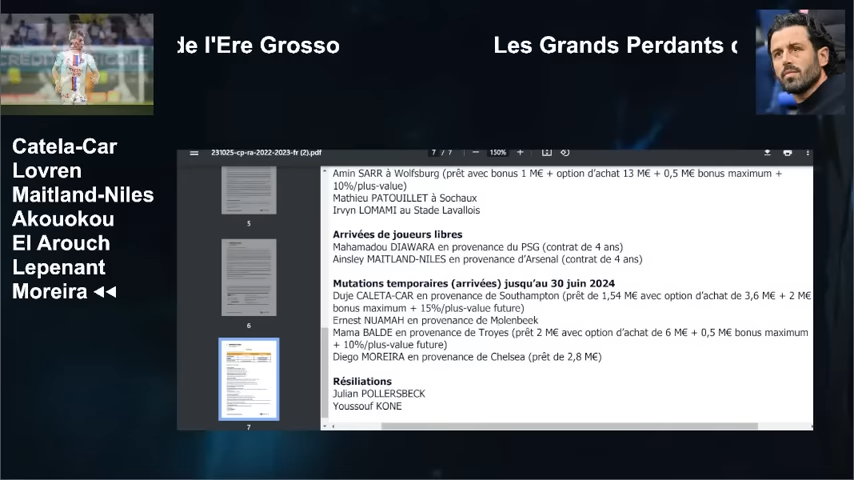 de l'Ere Grosso
Les Grands Perdants d
CRÉDIT AGRICOLE
Catela-Car
Lovren
Maitland-Niles
Akouokou
El Arouch
Lepenant
Moreira ◄◄
231025-cp-ra-2022-2023-fr (2).pdf
7 / 7
150%
5
6
7
Amin SARR à Wolfsburg (prêt avec bonus 1 M€ + option d'achat 13 M€ + 0,5 M€ bonus maximum +
10%/plus-value)
Mathieu PATOUILLET à Sochaux
Irvyn LOMAMI au Stade Lavallois
Arrivées de joueurs libres
Mahamadou DIAWARA en provenance du PSG (contrat de 4 ans)
Ainsley MAITLAND-NILES en provenance d'Arsenal (contrat de 4 ans)
Mutations temporaires (arrivées) jusqu'au 30 juin 2024
Duje CALETA-CAR en provenance de Southampton (prêt de 1,54 M€ avec option d'achat de 3,6 M€ + 2 M€
bonus maximum + 15%/plus-value future)
Ernest NUAMAH en provenance de Molenbeek
Mama BALDE en provenance de Troyes (prêt 2 M€ avec option d'achat de 6 M€ + 0,5 M€ bonus maximum
+ 10%/plus-value future)
Diego MOREIRA en provenance de Chelsea (prêt de 2,8 M€)
Résiliations
Julian POLLERSBECK
Youssouf KONE